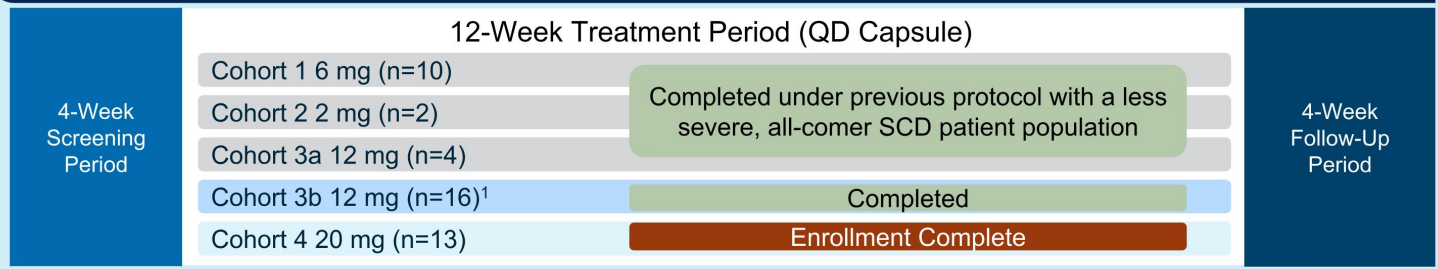 12-Week Treatment Period (QD Capsule)
4-Week
Screening
Period
Cohort 1 6 mg (n=10)
Cohort 2 2 mg (n=2)
Cohort 3a 12 mg (n=4)
Completed under previous protocol with a less
severe, all-comer SCD patient population
Cohort 3b 12 mg (n=16)¹
Completed
Cohort 4 20 mg (n=13)
Enrollment Complete
4-Week
Follow-Up
Period